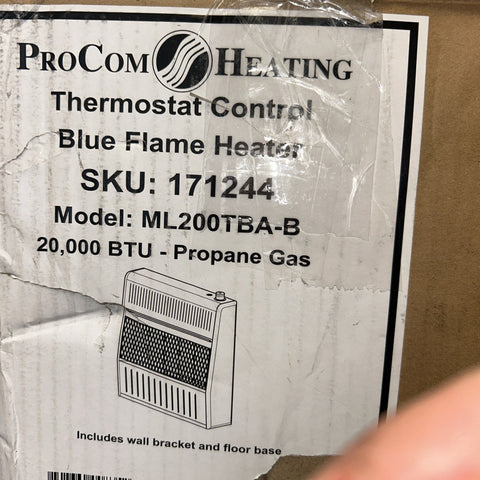 PROCOM HEATING
Thermostat Control
Blue Flame Heater
SKU: 171244
Model: ML200TBA-B
20,000 BTU - Propane Gas
Includes wall bracket and floor base